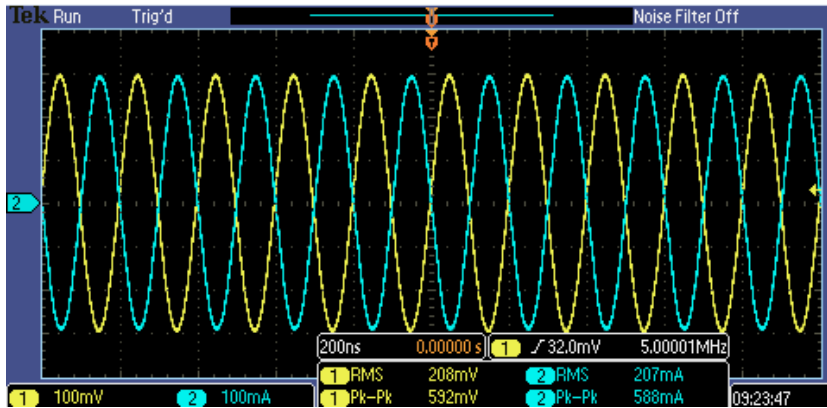 Tek Run Trig'd Noise Filter Off
2
200ns 0.00000 s 1 32.0mV 5.00001MHz
1 RMS 208mV 2 RMS 207mA
1 Pk-Pk 592mV 2 Pk-Pk 588mA
1 100mV 2 100mA 09:23:47